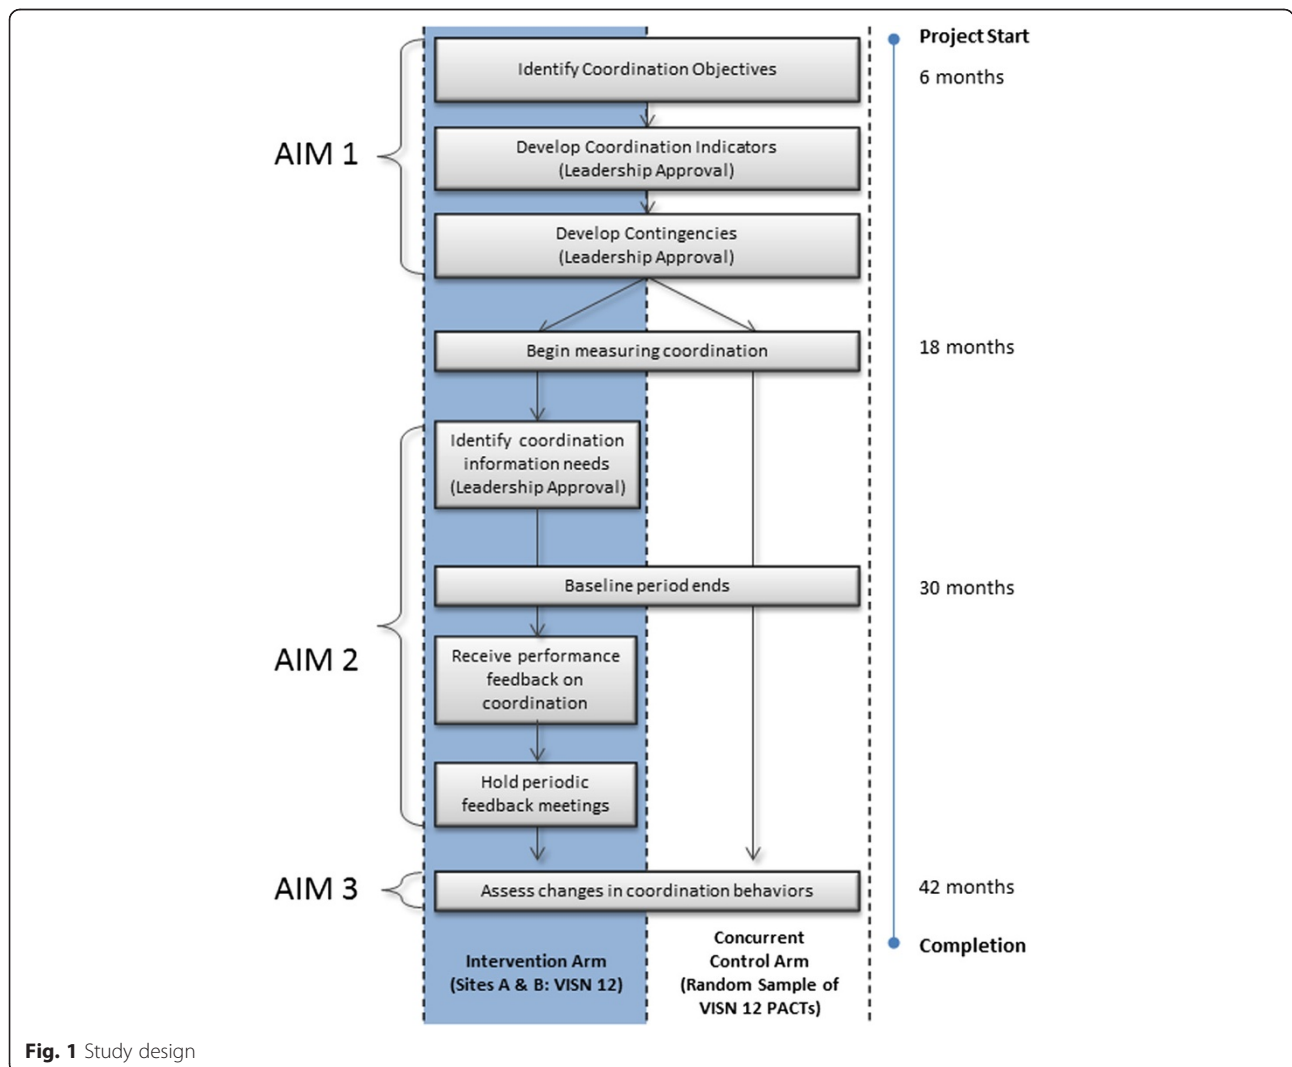 Project Start
Identify Coordination Objectives
6 months
AIM 1
Develop Coordination Indicators
(Leadership Approval)
Develop Contingencies
(Leadership Approval)
Begin measuring coordination
18 months
Identify coordination
information needs
(Leadership Approval)
Baseline period ends
30 months
AIM 2
Receive performance
feedback on
coordination
Hold periodic
feedback meetings
AIM 3
Assess changes in coordination behaviors
42 months
Completion
Intervention Arm
(Sites A & B: VISN 12)
Concurrent
Control Arm
(Random Sample of
VISN 12 PACTs)
Fig. 1 Study design